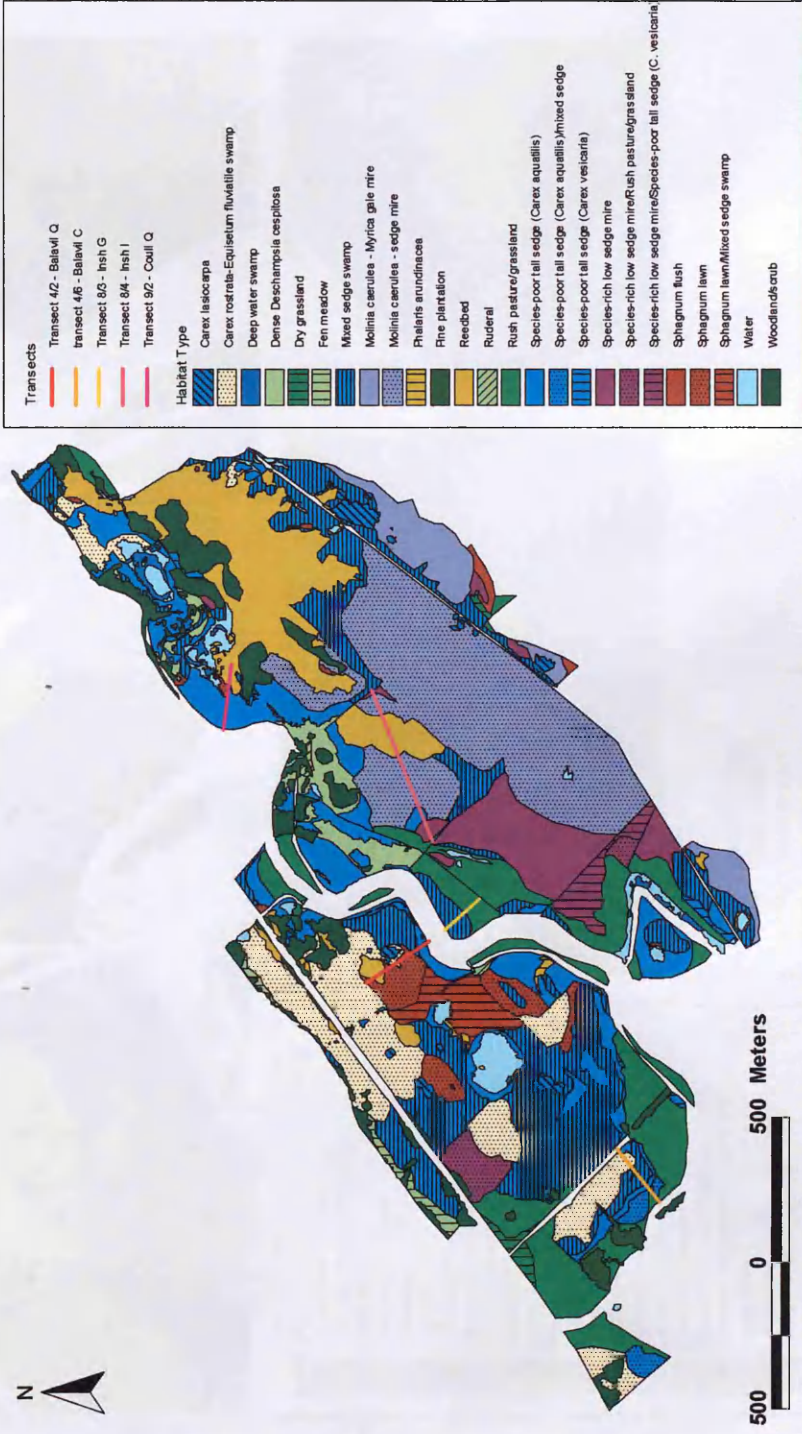 N
500 0 500 Meters
Transects
Transect 4/2 - Balavil Q
transect 4/6 - Balavil C
Transect 8/3 - Insh G
Transect 8/4 - Insh I
Transect 9/2 - Coull Q
Habitat Type
Carex lasiocarpa
Carex rostrata-Equisetum fluviatile swamp
Deep water swamp
Dense Deschampsia cespitosa
Dry grassland
Fen meadow
Mixed sedge swamp
Molinia caerulea - Myrica gale mire
Molinia caerulea - sedge mire
Phalaris arundinacea
Pine plantation
Reedbed
Ruderal
Rush pasture/grassland
Species-poor tall sedge (Carex aquatilis)
Species-poor tall sedge (Carex aquatilis)/mixed sedge
Species-poor tall sedge (Carex vesicaria)
Species-rich low sedge mire
Species-rich low sedge mire/Rush pasture/grassland
Species-rich low sedge mire/Species-poor tall sedge (C. vesicaria)
Sphagnum flush
Sphagnum lawn
Sphagnum lawn/Mixed sedge swamp
Water
Woodland/scrub